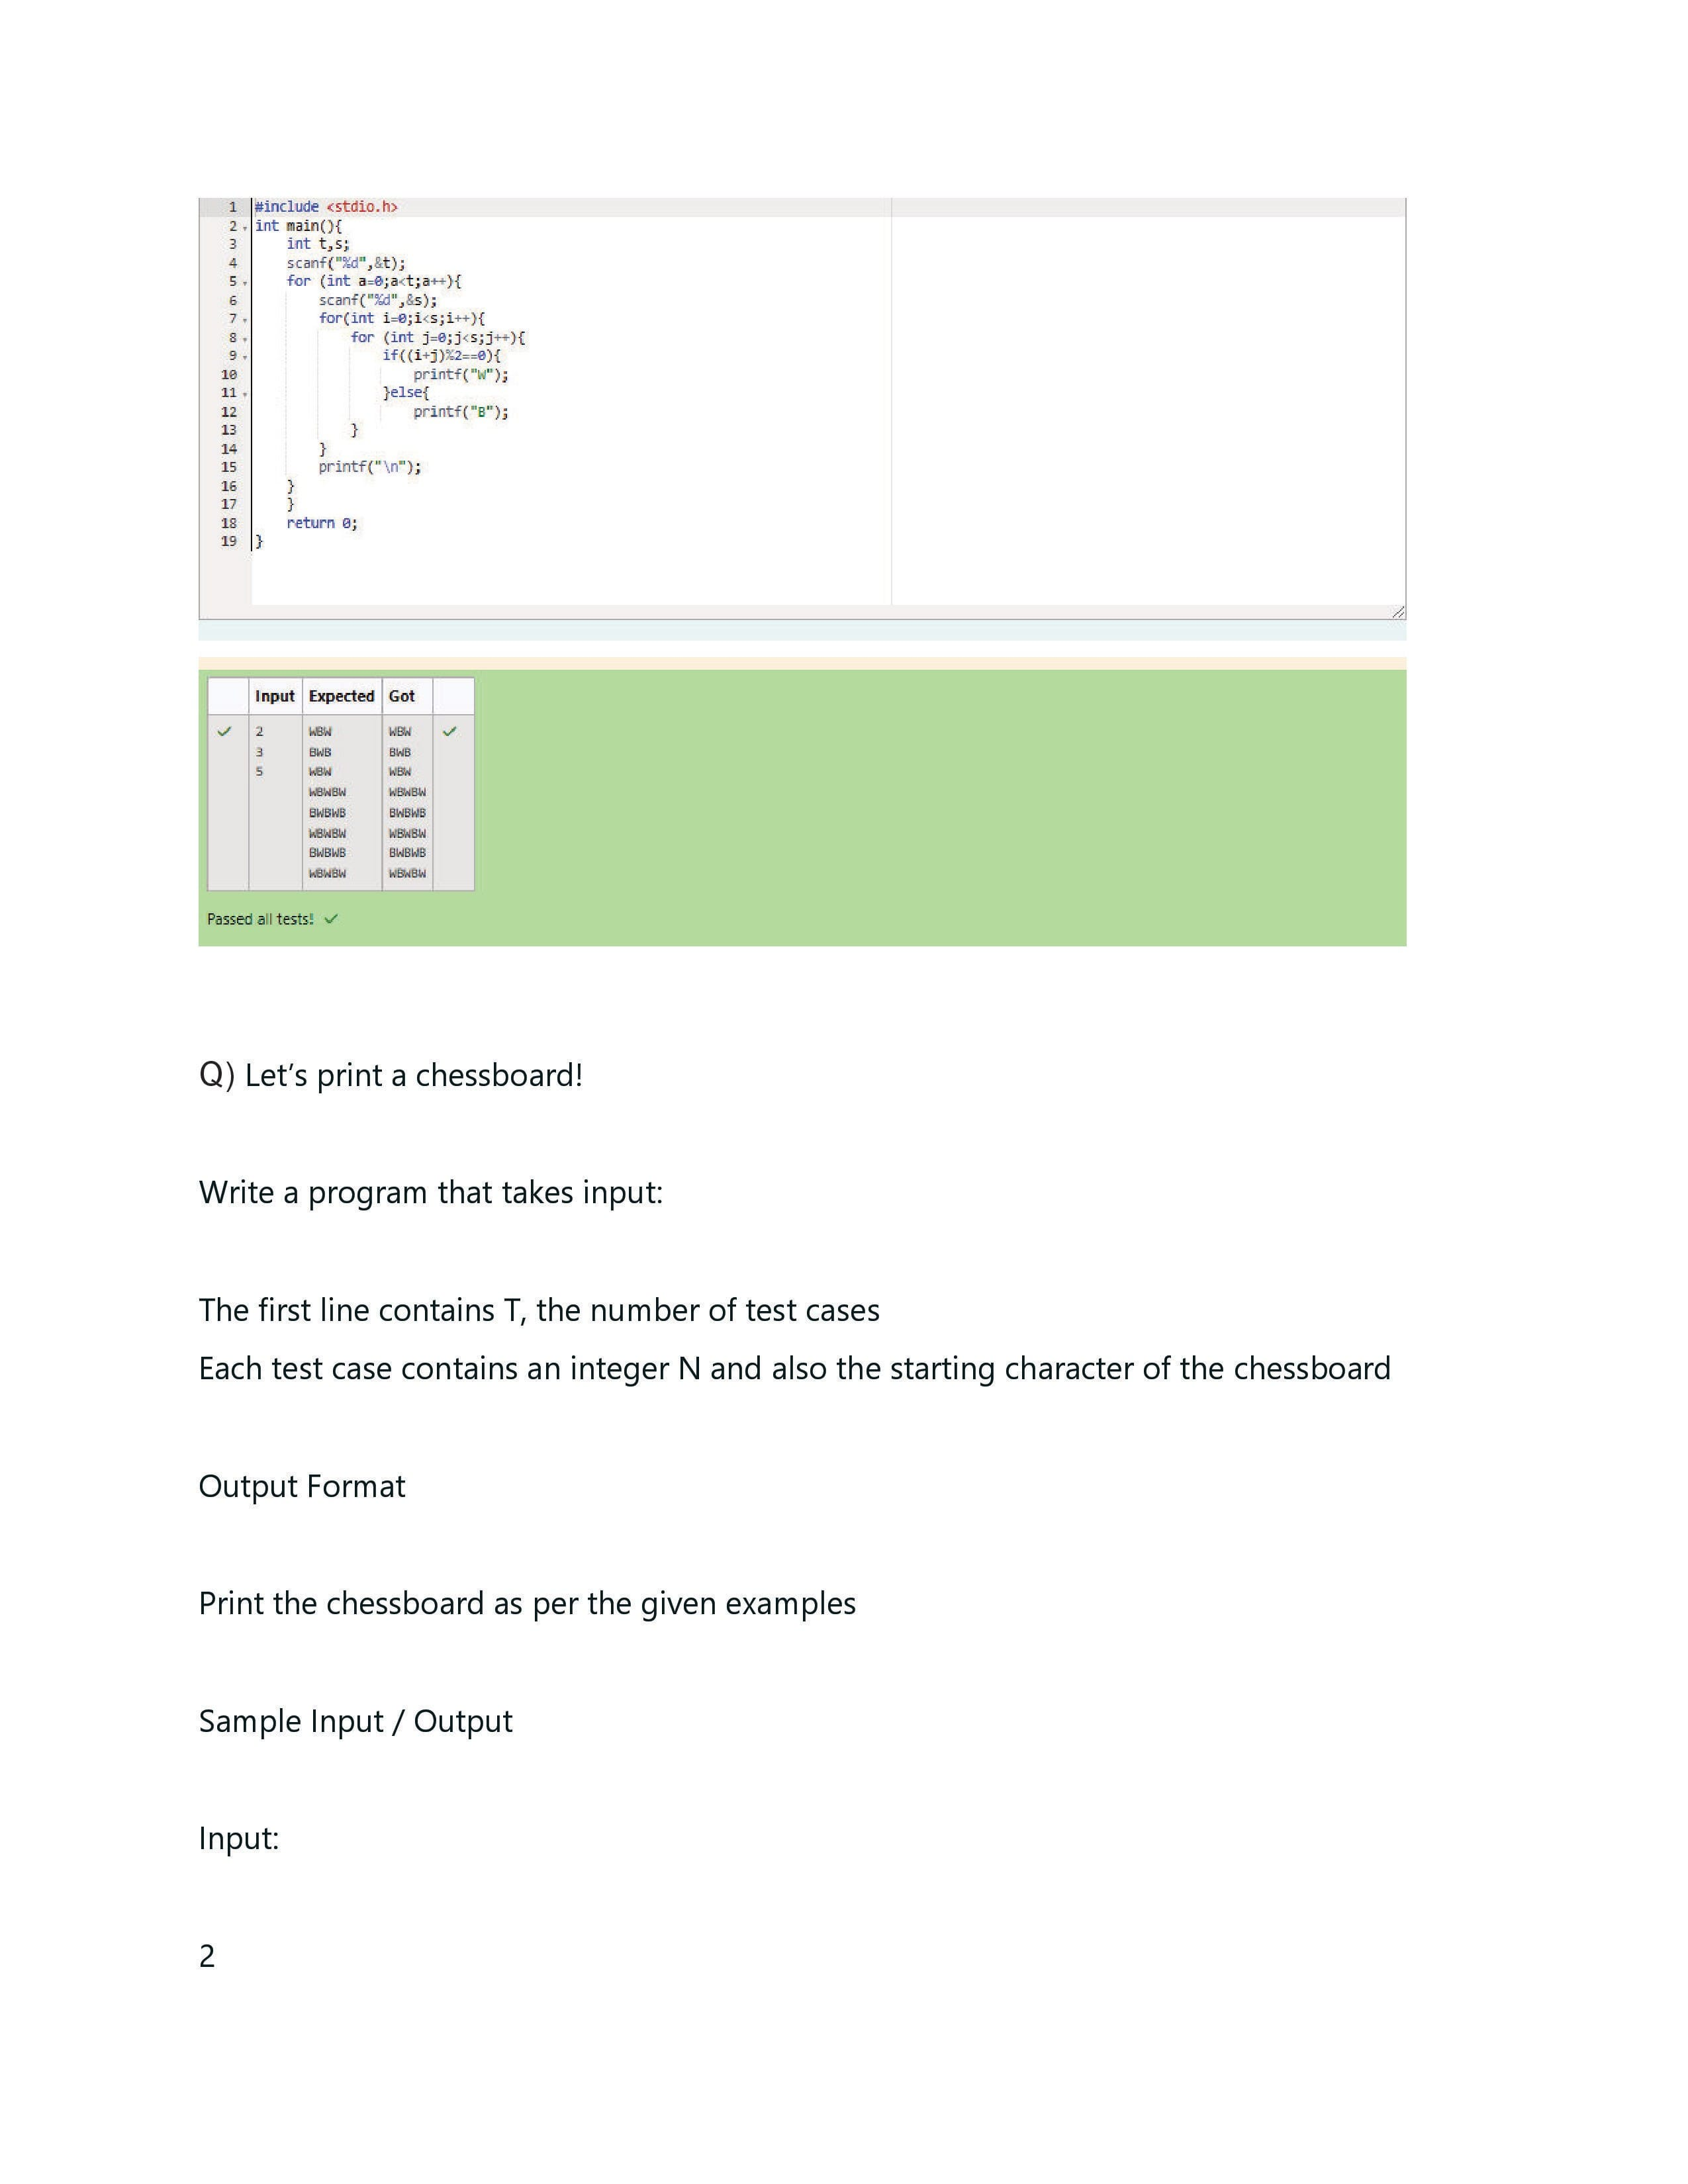 1 #include <stdio.h>
2 int main(){
3     int t,s;
4     scanf("%d",&t);
5     for (int a=0;a<t;a++){
6         scanf("%d",&s);
7         for(int i=0;i<s;i++){
8             for (int j=0;j<s;j++){
9                 if((i+j)%2==0){
10                     printf("W");
11                 }else{
12                     printf("B");
13             }
14         }
15         printf("\n");
16     }
17     }
18     return 0;
19 }
Input Expected Got
2 WBW WBW
3 BWB BWB
5 WBW WBW
WBWBW WBWBW
BWBWB BWBWB
WBWBW WBWBW
BWBWB BWBWB
WBWBW WBWBW
Passed all tests!
Q) Let’s print a chessboard!
Write a program that takes input:
The first line contains T, the number of test cases
Each test case contains an integer N and also the starting character of the chessboard
Output Format
Print the chessboard as per the given examples
Sample Input / Output
Input:
2